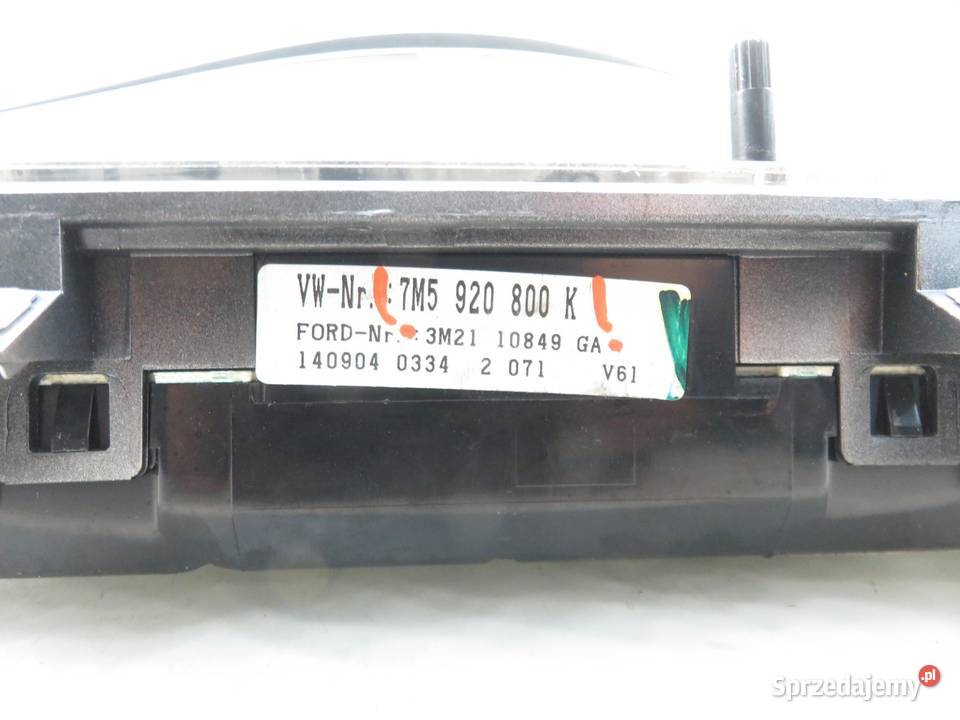 VW-Nr.: 7M5 920 800 K
FORD-Nr.: 3M21 10849 GA
140904 0334 2 071 V61
Sprzedajemy.pl